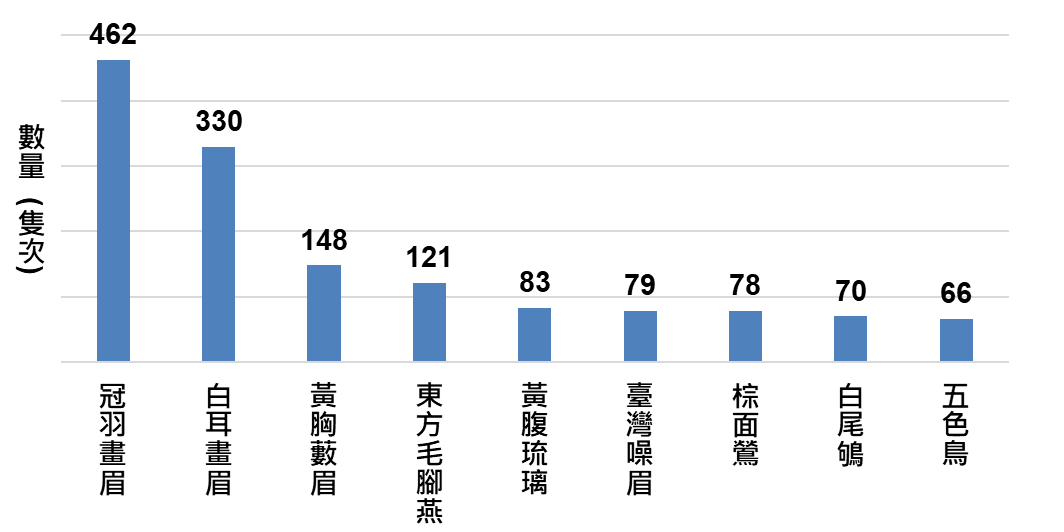 數量(隻次)
462
330
148
121
83
79
78
70
66
冠羽畫眉
白耳畫眉
黃胸藪眉
東方毛腳燕
黃腹琉璃
臺灣噪眉
棕面鶯
白尾鴝
五色鳥